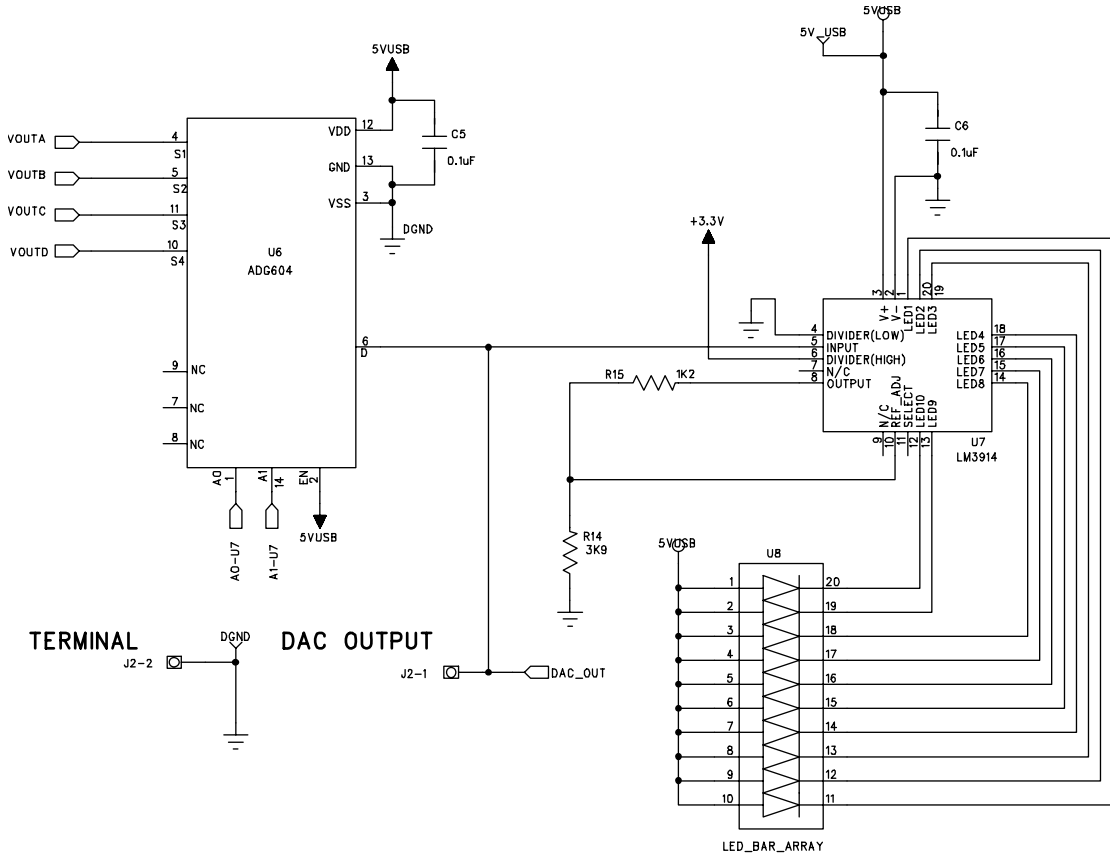 5VUSB
5V_USB
5VUSB
C6
0.1uF
C5
0.1uF
VOUTA
VOUTB
VOUTC
VOUTD
4
S1
5
S2
11
S3
10
S4
VDD
12
GND
13
VSS
3
DGND
U6
ADG604
6
D
9
NC
7
NC
8
NC
A0
1
A1
14
EN
2
A0-U7
A1-U7
5VUSB
+3.3V
3
2
1
20
19
V+
V-
LED1
LED2
LED3
4
DIVIDER(LOW)
5
INPUT
6
DIVIDER(HIGH)
7
N/C
8
OUTPUT
LED4
18
LED5
17
LED6
16
LED7
15
LED8
14
N/C
REF_ADJ
SELECT
LED10
LED9
9
10
11
12
13
U7
LM3914
R15
1K2
R14
3K9
5VUSB
U8
1
20
2
19
3
18
4
17
5
16
6
15
7
14
8
13
9
12
10
11
LED_BAR_ARRAY
TERMINAL
DGND
DAC OUTPUT
J2-2
J2-1
DAC_OUT